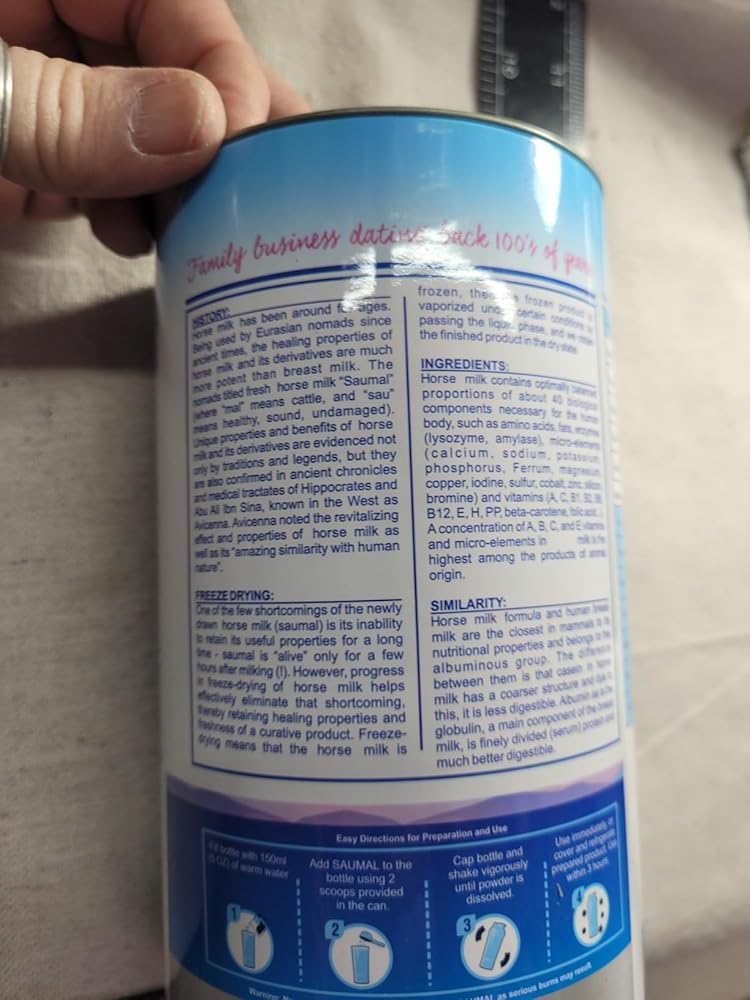 Family business dating back 100's of
HISTORY:
Horse milk has been around for ages.
Being used by Eurasian nomads since
ancient times, the healing properties of
horse milk and its derivatives are much
more potent than breast milk. The
nomads titled fresh horse milk “Saumal”
(where “mal” means cattle, and “sau”
means healthy, sound, undamaged).
Unique properties and benefits of horse
milk and its derivatives are evidenced not
only by traditions and legends, but they
are also confirmed in ancient chronicles
and medical tractates of Hippocrates and
Abu Ali Ibn Sina, known in the West as
Avicenna. Avicenna noted the revitalizing
effect and properties of horse milk as
well as its “amazing similarity with human
nature”.
FREEZE DRYING:
One of the few shortcomings of the newly
drawn horse milk (saumal) is its inability
to retain its useful properties for a long
time - saumal is “alive” only for a few
hours after milking (!). However, progress
in freeze-drying of horse milk helps
effectively eliminate that shortcoming,
thereby retaining healing properties and
freshness of a curative product. Freeze-
drying means that the horse milk is
frozen, frozen product
vaporized certain conditions
passing the liquid phase, and we
the finished product in the dry state.
INGREDIENTS:
Horse milk contains optimally
proportions of about 40 biological
components necessary for the human
body, such as amino acids, fats, enzymes
(lysozyme, amylase), micro-elements
(calcium, sodium, potassium,
phosphorus, Ferrum, magnesium,
copper, iodine, sulfur, cobalt, zinc, silicon,
bromine) and vitamins (A, C, B1, B2, B6,
B12, E, H, PP, beta-carotene, folic
A concentration of A, B, C, and E vitamins
and micro-elements in milk is the
highest among the products of animal
origin.
SIMILARITY:
Horse milk formula and human breast
milk are the closest in mammals to
nutritional properties and belongs to
albuminous group. The difference
between them is that casein in
milk has a coarser structure and due to
this, it is less digestible. Albumin
globulin, a main component of the
milk, is finely divided (serum) protein and
much better digestible.
Easy Directions for Preparation and Use
Fill bottle with 150ml
(5 OZ) of warm water
1
Add SAUMAL to the
bottle using 2
scoops provided
in the can.
2
Cap bottle and
shake vigorously
until powder is
dissolved.
3
Use immediately, or
cover and refrigerate
prepared product. Use
within 3 hours.
4
Warning: SAUMAL as serious burns may result